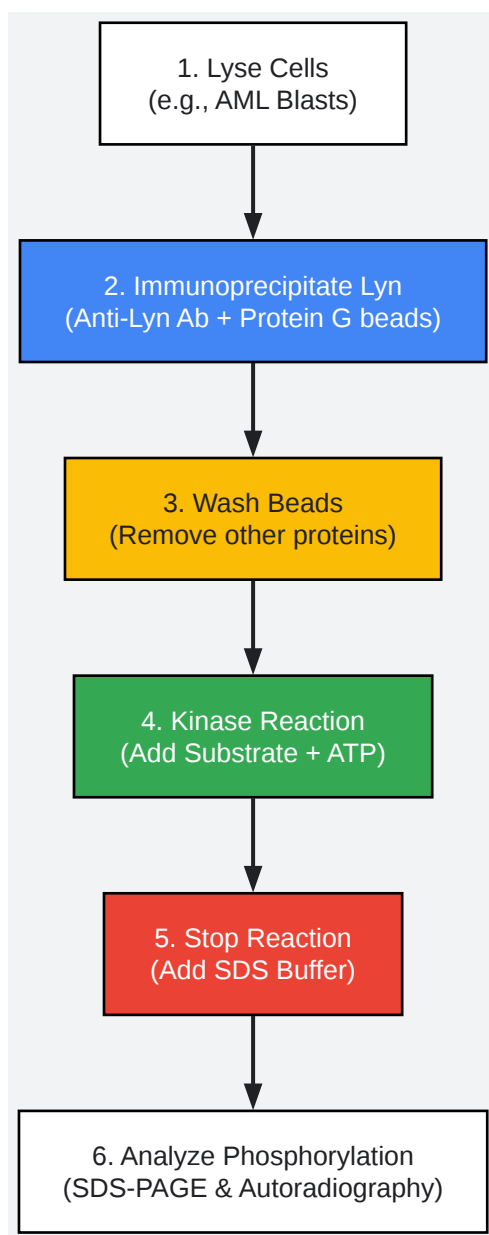 1. Lyse Cells
(e.g., AML Blasts)
2. Immunoprecipitate Lyn
(Anti-Lyn Ab + Protein G beads)
3. Wash Beads
(Remove other proteins)
4. Kinase Reaction
(Add Substrate + ATP)
5. Stop Reaction
(Add SDS Buffer)
6. Analyze Phosphorylation
(SDS-PAGE & Autoradiography)